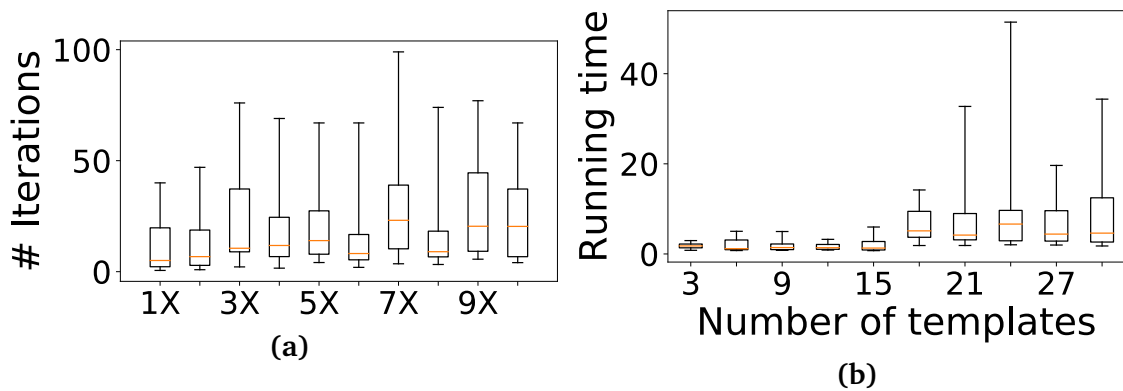 # Iterations
100
50
0
1X 3X 5X 7X 9X
(a)
Running time
40
20
0
3 9 15 21 27
Number of templates
(b)